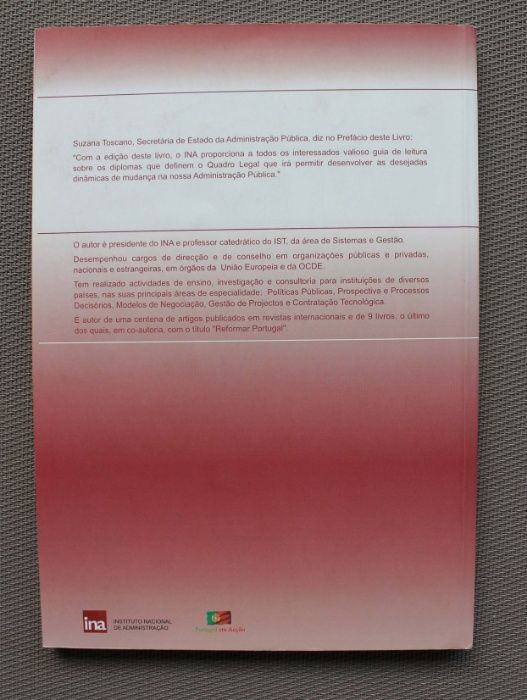 Suzana Toscano, Secretária de Estado da Administração Pública, diz no Prefácio deste Livro:
"Com a edição deste livro, o INA proporciona a todos os interessados valioso guia de leitura
sobre os diplomas que definem o Quadro Legal que irá permitir desenvolver as desejadas
dinâmicas de mudança na nossa Administração Pública."
O autor é presidente do INA e professor catedrático do IST, da área de Sistemas e Gestão.
Desempenhou cargos de direcção e de conselho em organizações públicas e privadas,
nacionais e estrangeiras, em órgãos da União Europeia e da OCDE.
Tem realizado actividades de ensino, investigação e consultoria para instituições de diversos
países, nas suas principais áreas de especialidade: Políticas Públicas, Prospectiva e Processos
Decisórios, Modelos de Negociação, Gestão de Projectos e Contratação Tecnológica.
É autor de uma centena de artigos publicados em revistas internacionais e de 9 livros, o último
dos quais, em co-autoria, com o título "Reformar Portugal".
ina
INSTITUTO NACIONAL
DE ADMINISTRAÇÃO
Portugal em Acção